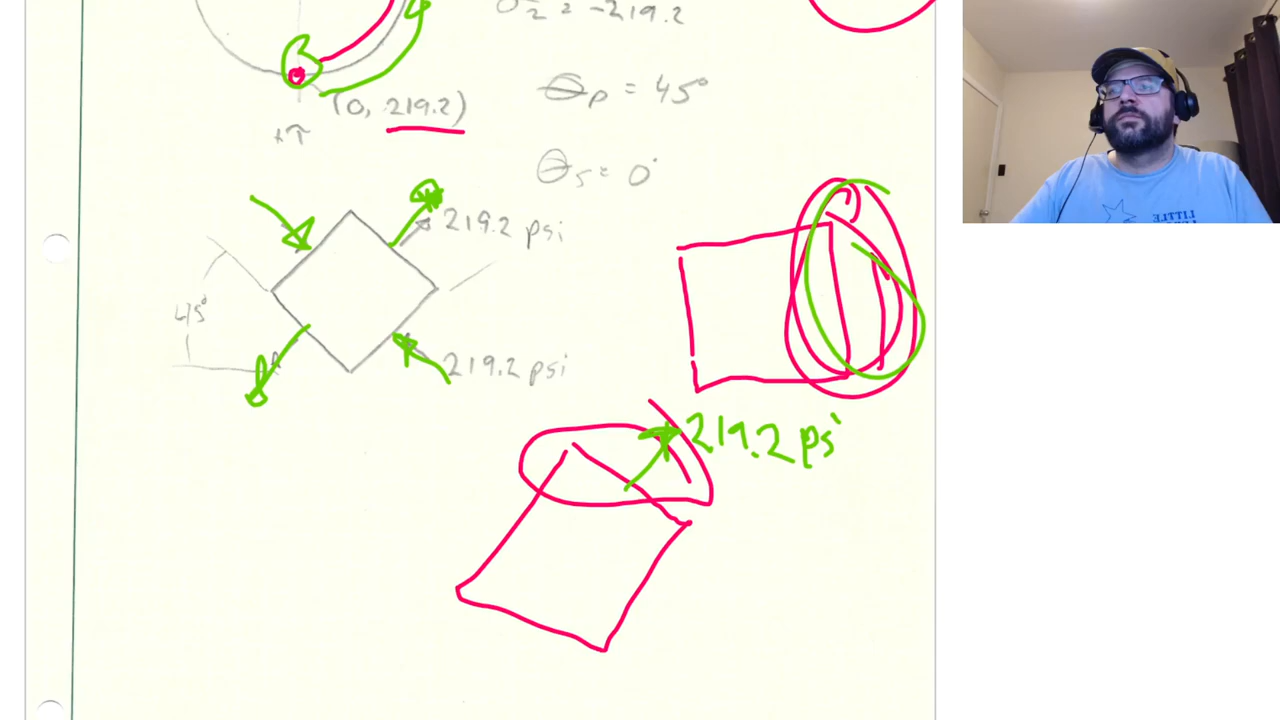 σ₂ = -219.2
(0, 219.2)
+τ
θp = 45°
θs = 0°
219.2 psi
45°
219.2 psi
219.2 psi
LITTLE